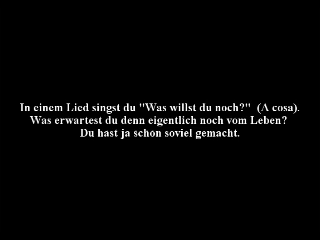 In einem Lied singst du "Was willst du noch?"  (A cosa).
Was erwartest du denn eigentlich noch vom Leben?
Du hast ja schon soviel gemacht.